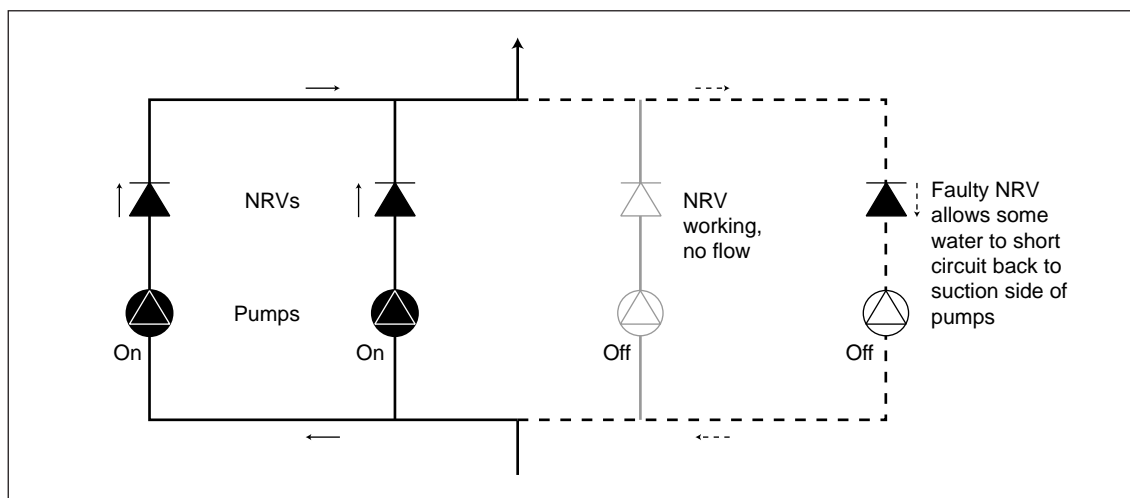 NRVs
NRV
working,
no flow
Faulty NRV
allows some
water to short
circuit back to
suction side of
pumps
Pumps
On
On
Off
Off